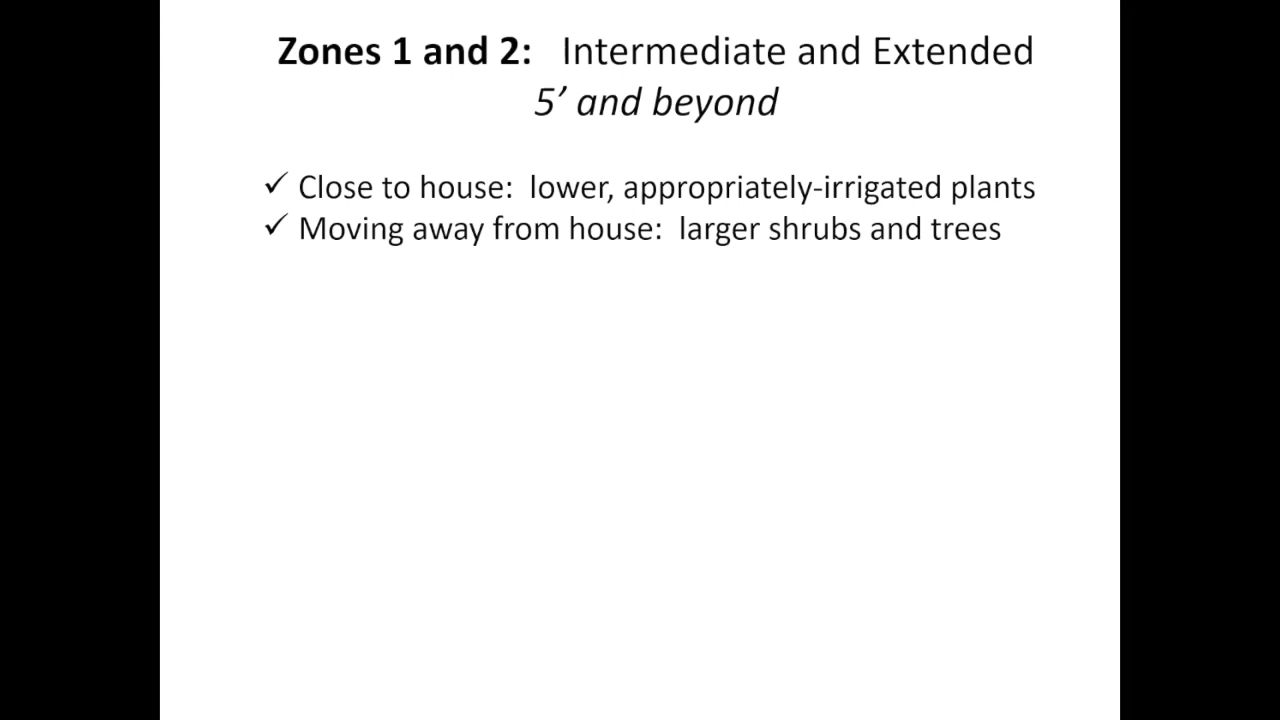 Zones 1 and 2: Intermediate and Extended
5’ and beyond
✓ Close to house: lower, appropriately-irrigated plants
✓ Moving away from house: larger shrubs and trees